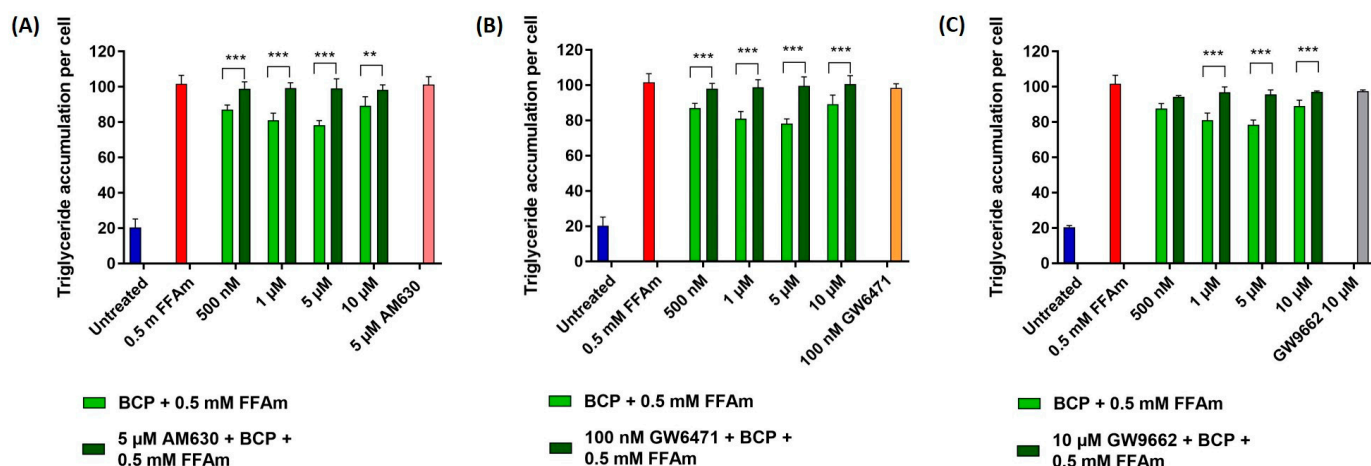 (A)
Triglyceride accumulation per cell
120
100
80
60
40
20
0
***
***
***
**
Untreated
0.5 m FFAm
500 nM
1 µM
5 µM
10 µM
5 µM AM630
BCP + 0.5 mM FFAm
5 µM AM630 + BCP +
0.5 mM FFAm
(B)
Triglyceride accumulation per cell
120
100
80
60
40
20
0
***
***
***
***
Untreated
0.5 mM FFAm
500 nM
1 µM
5 µM
10 µM
100 nM GW6471
BCP + 0.5 mM FFAm
100 nM GW6471 + BCP +
0.5 mM FFAm
(C)
Triglyceride accumulation per cell
120
100
80
60
40
20
0
***
***
***
Untreated
0.5 mM FFAm
500 nM
1 µM
5 µM
10 µM
GW9662 10 µM
BCP + 0.5 mM FFAm
10 µM GW9662 + BCP +
0.5 mM FFAm